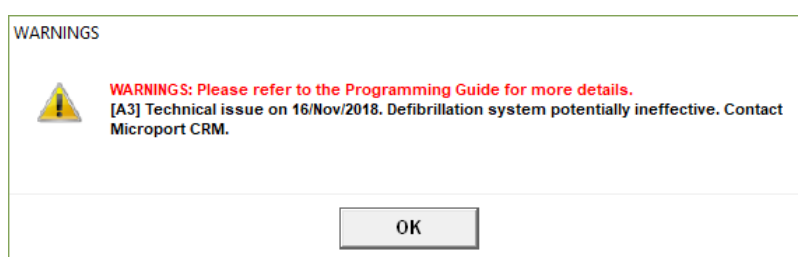 WARNINGS
WARNINGS: Please refer to the Programming Guide for more details.
[A3] Technical issue on 16/Nov/2018. Defibrillation system potentially ineffective. Contact
Microport CRM.
OK